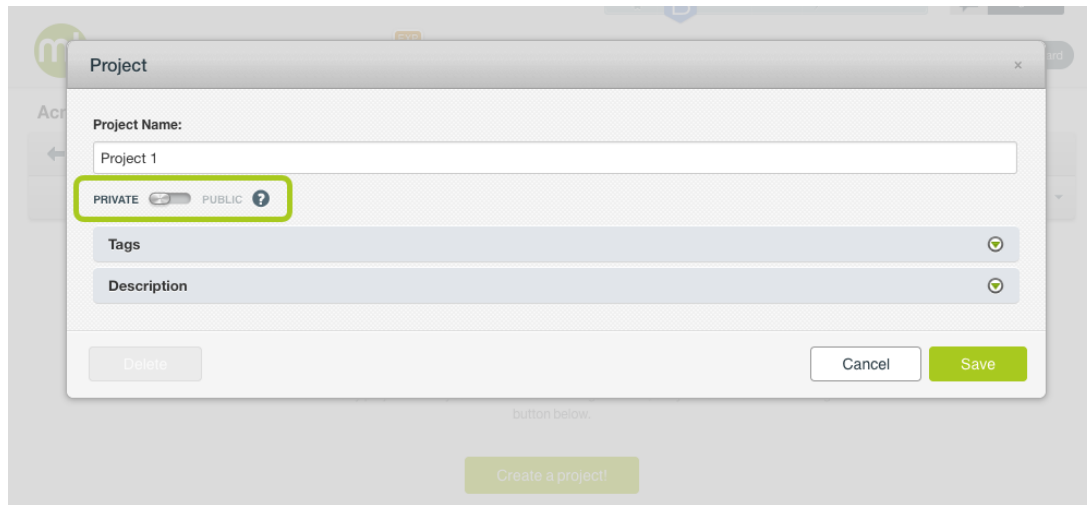 Project
Project Name:
Project 1
PRIVATE PUBLIC ?
Tags
Description
Delete Cancel Save
button below.
Create a project!